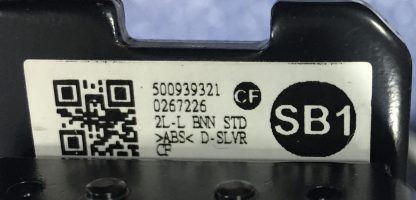 500939321 CF
0267226
2L-L BNN STD
>ABS< D-SLVR
CF
SB1